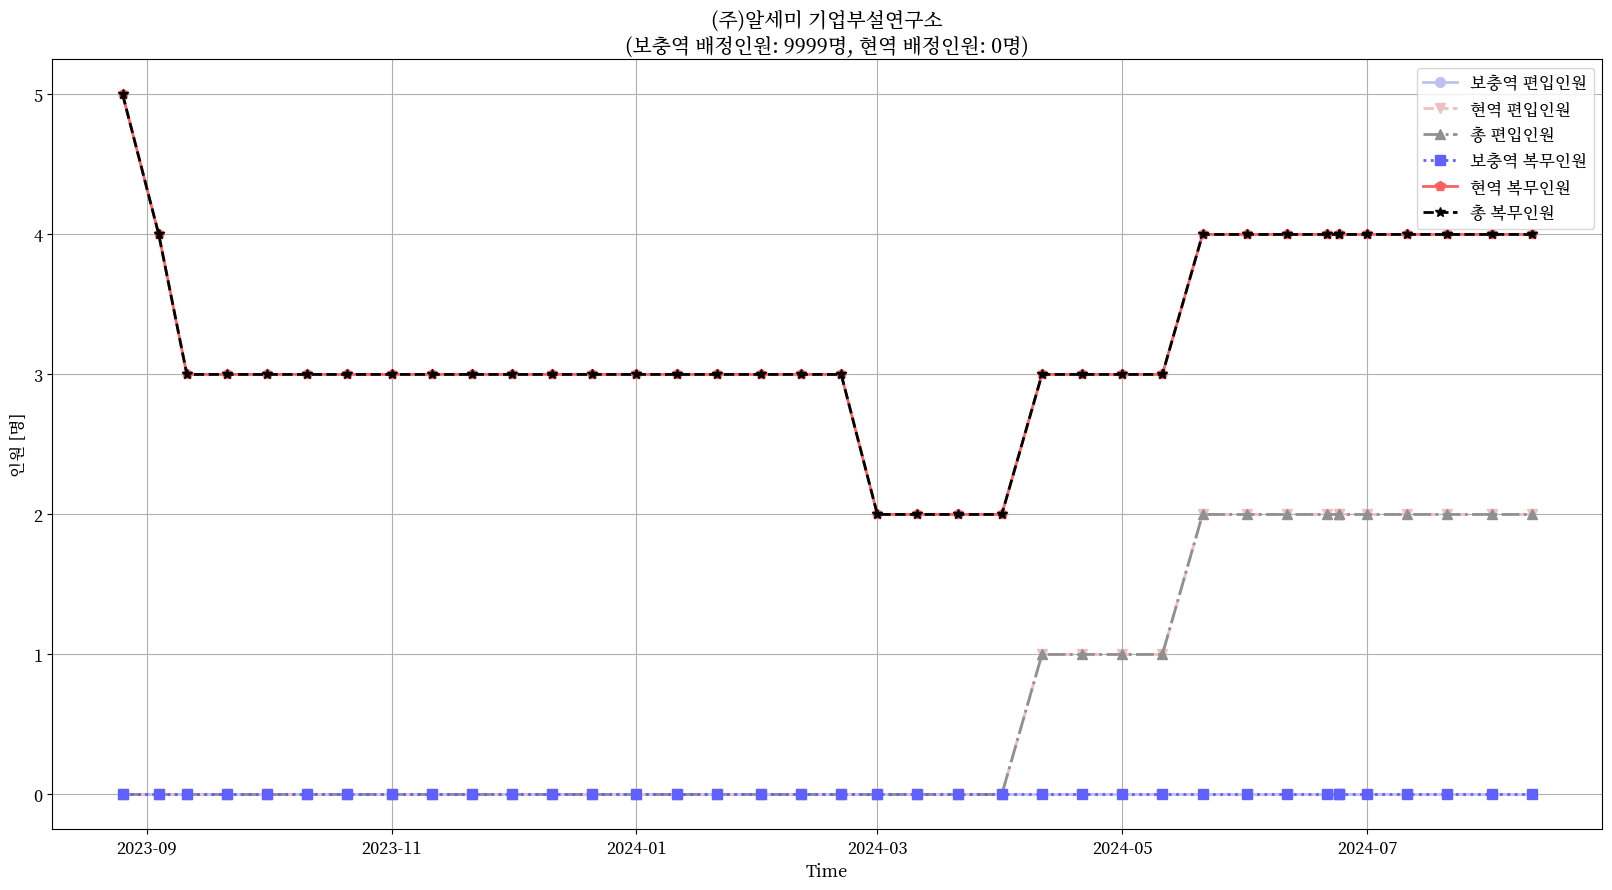 (주)알세미 기업부설연구소
(보충역 배정인원: 9999명, 현역 배정인원: 0명)
보충역 편입인원
현역 편입인원
총 편입인원
보충역 복무인원
현역 복무인원
총 복무인원
인원 [명]
5
4
3
2
1
0
2023-09
2023-11
2024-01
2024-03
2024-05
2024-07
Time